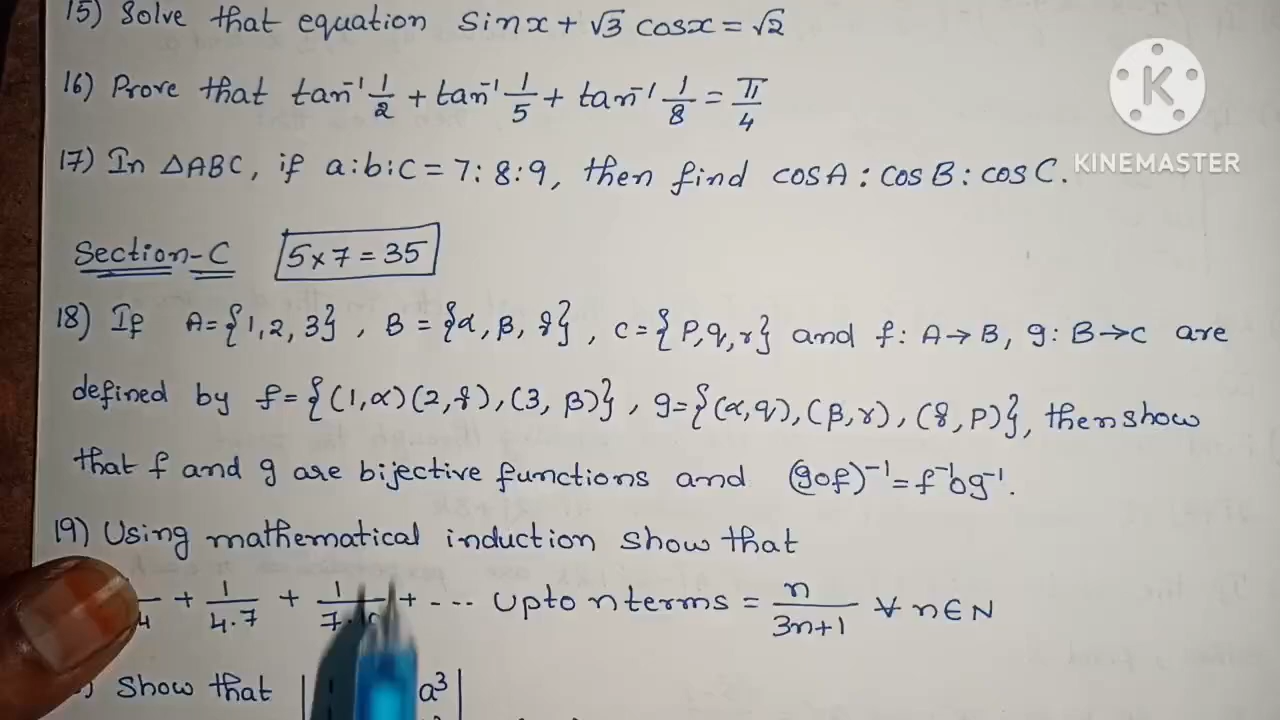 15) Solve that equation sinx + √3 cosx = √2
16) Prove that tan⁻¹ 1/2 + tan⁻¹ 1/5 + tan⁻¹ 1/8 = π/4
K
KINEMASTER
17) In ΔABC, if a:b:c = 7:8:9, then find cosA : cosB : cosC.
Section-C 5x7=35
18) If A={1,2,3}, B={α,β,γ}, C={p,q,r} and f: A→B, g: B→C are
defined by f={(1,α)(2,γ),(3,β)}, g={(α,q),(β,r),(γ,p)}, then show
that f and g are bijective functions and (gof)⁻¹=f⁻¹og⁻¹.
19) Using mathematical induction show that
+ 1/4.7 + + --- upto n terms = n/3n+1 ∀ n∈N
Show that a³